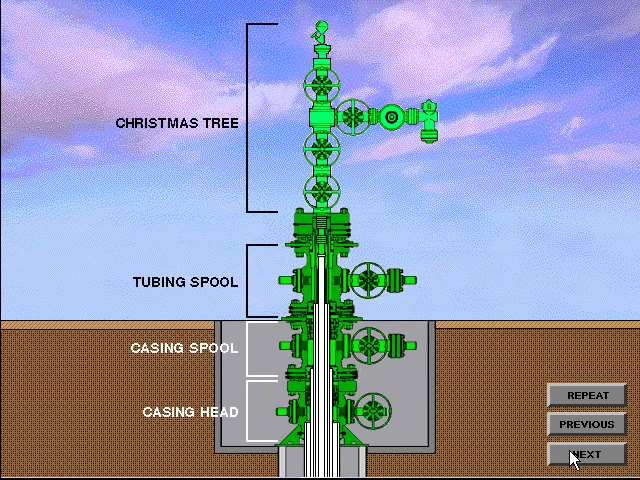 CHRISTMAS TREE
TUBING SPOOL
CASING SPOOL
CASING HEAD
REPEAT
PREVIOUS
NEXT